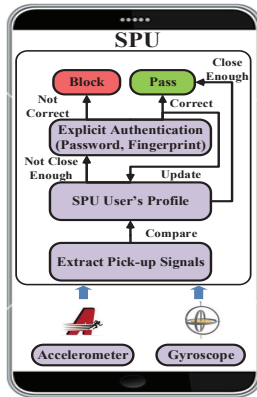 SPU
Close
Enough
Block
Pass
Not
Correct
Correct
Explicit Authentication
(Password, Fingerprint)
Not Close
Enough
Update
SPU User's Profile
Compare
Extract Pick-up Signals
Accelerometer
Gyroscope